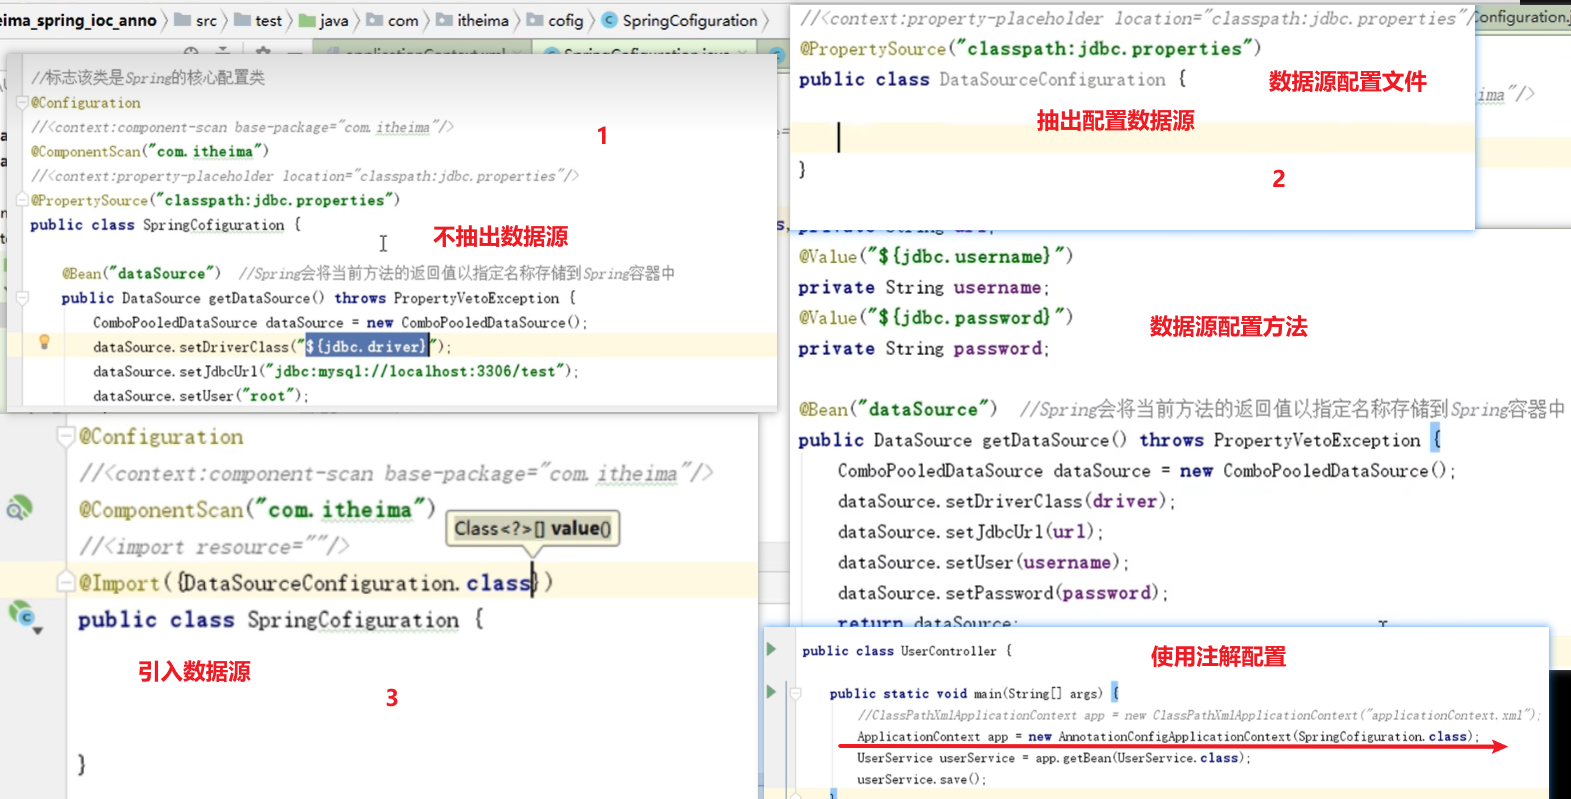 eima_spring_ioc_anno
src
test
java
com
itheima
cofig
SpringCofiguration
//标志该类是Spring的核心配置类
@Configuration
//<context:component-scan base-package="com.itheima"/>
1
@ComponentScan("com.itheima")
//<context:property-placeholder location="classpath:jdbc.properties"/>
@PropertySource("classpath:jdbc.properties")
public class SpringCofiguration {
不抽出数据源
@Bean("dataSource") //Spring会将当前方法的返回值以指定名称存储到Spring容器中
public DataSource getDataSource() throws PropertyVetoException {
ComboPooledDataSource dataSource = new ComboPooledDataSource();
dataSource.setDriverClass("${jdbc.driver}");
dataSource.setJdbcUrl("jdbc:mysql://localhost:3306/test");
dataSource.setUser("root");
//<context:property-placeholder location="classpath:jdbc.properties"/
Configuration.j
@PropertySource("classpath:jdbc.properties")
public class DataSourceConfiguration {
数据源配置文件
ima"/>
抽出配置数据源
}
2
private String url;
@Value("${jdbc.username}")
private String username;
@Value("${jdbc.password}")
数据源配置方法
private String password;
@Bean("dataSource") //Spring会将当前方法的返回值以指定名称存储到Spring容器中
public DataSource getDataSource() throws PropertyVetoException {
ComboPooledDataSource dataSource = new ComboPooledDataSource();
dataSource.setDriverClass(driver);
dataSource.setJdbcUrl(url);
dataSource.setUser(username);
dataSource.setPassword(password);
return dataSource;
@Configuration
//<context:component-scan base-package="com.itheima"/>
@ComponentScan("com.itheima")
Class<?>[] value()
//<import resource=""/>
@Import({DataSourceConfiguration.class})
public class SpringCofiguration {
引入数据源
3
}
public class UserController {
使用注解配置
public static void main(String[] args) {
//ClassPathXmlApplicationContext app = new ClassPathXmlApplicationContext("applicationContext.xml");
ApplicationContext app = new AnnotationConfigApplicationContext(SpringCofiguration.class);
UserService userService = app.getBean(UserService.class);
userService.save();
}